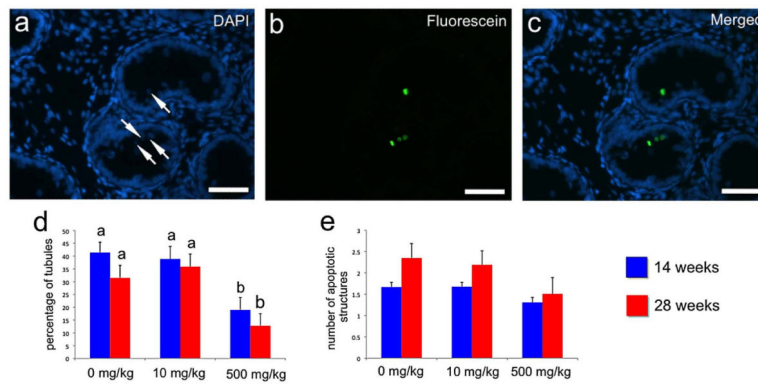 a DAPI
b Fluorescein
c Merged
d
a
a
a
a
b
b
percentage of tubules
45
40
35
30
25
20
15
10
5
0
0 mg/kg 10 mg/kg 500 mg/kg
e
number of apoptotic
structures
3
2.5
2
1.5
1
0.5
0
0 mg/kg 10 mg/kg 500 mg/kg
14 weeks
28 weeks